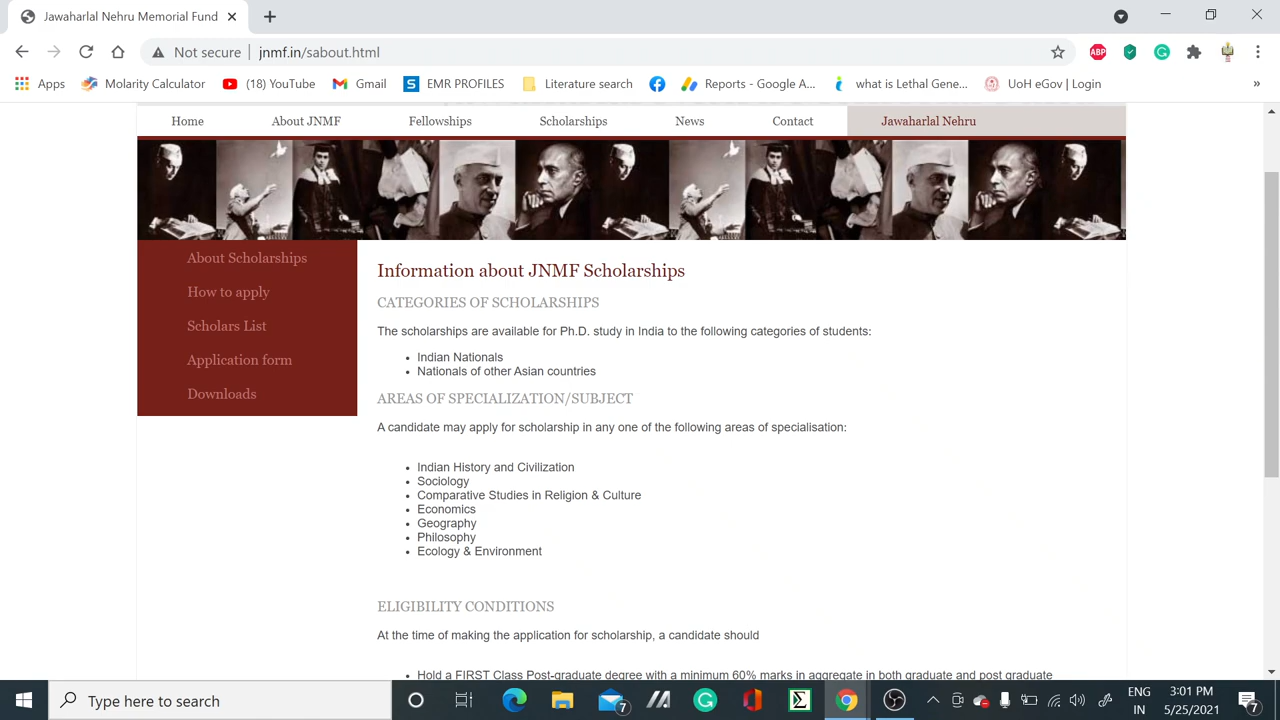 Jawaharlal Nehru Memorial Fund
Not secure jnmf.in/sabout.html
ABP
Apps Molarity Calculator (18) YouTube Gmail S EMR PROFILES Literature search Reports - Google A... what is Lethal Gene... UoH eGov | Login »
Home About JNMF Fellowships Scholarships News Contact Jawaharlal Nehru
About Scholarships
How to apply
Scholars List
Application form
Downloads
Information about JNMF Scholarships
CATEGORIES OF SCHOLARSHIPS
The scholarships are available for Ph.D. study in India to the following categories of students:
• Indian Nationals
• Nationals of other Asian countries
AREAS OF SPECIALIZATION/SUBJECT
A candidate may apply for scholarship in any one of the following areas of specialisation:
• Indian History and Civilization
• Sociology
• Comparative Studies in Religion & Culture
• Economics
• Geography
• Philosophy
• Ecology & Environment
ELIGIBILITY CONDITIONS
At the time of making the application for scholarship, a candidate should
• Hold a FIRST Class Post-graduate degree with a minimum 60% marks in aggregate in both graduate and post graduate
Type here to search
7
ENG
IN
3:01 PM
5/25/2021
7